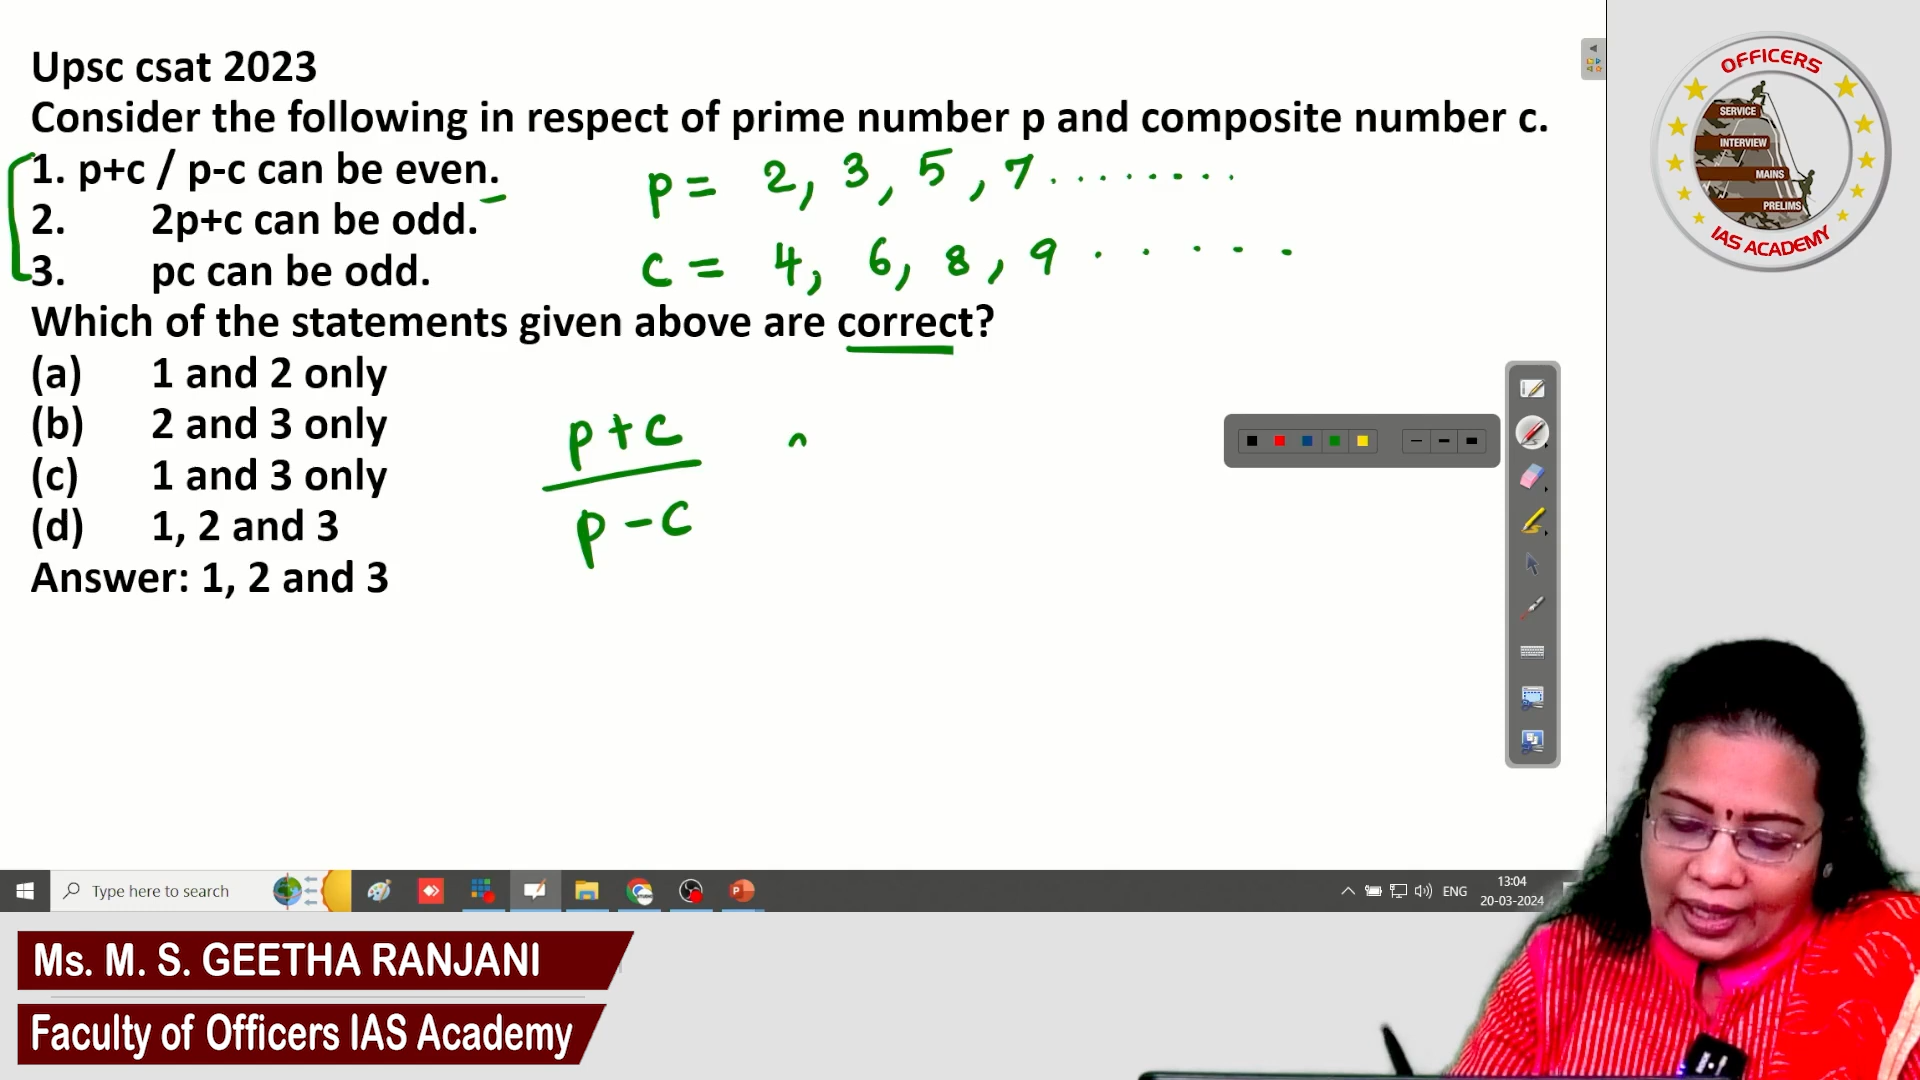 Upsc csat 2023
Consider the following in respect of prime number p and composite number c.
1. p+c / p-c can be even.
2. 2p+c can be odd.
3. pc can be odd.
p = 2, 3, 5, 7 ........
c = 4, 6, 8, 9 ......
Which of the statements given above are correct?
(a) 1 and 2 only
(b) 2 and 3 only
(c) 1 and 3 only
(d) 1, 2 and 3
Answer: 1, 2 and 3
p+c
p-c
OFFICERS
SERVICE
INTERVIEW
MAINS
PRELIMS
IAS ACADEMY
Type here to search
ENG
13:04
20-03-2024
Ms. M. S. GEETHA RANJANI
Faculty of Officers IAS Academy